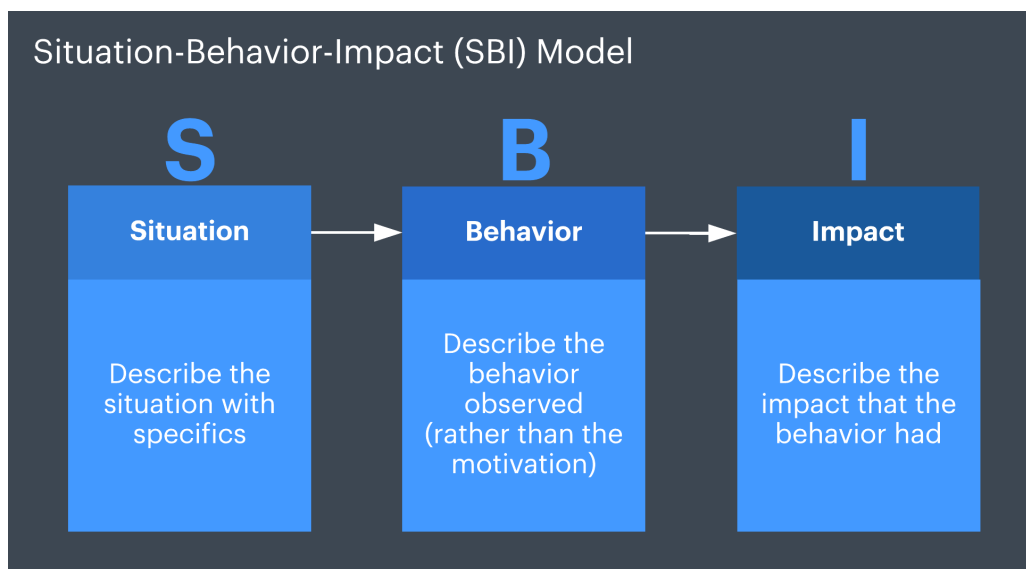 Situation-Behavior-Impact (SBI) Model
S
B
I
Situation
Behavior
Impact
Describe the
situation with
specifics
Describe the
behavior
observed
(rather than the
motivation)
Describe the
impact that the
behavior had